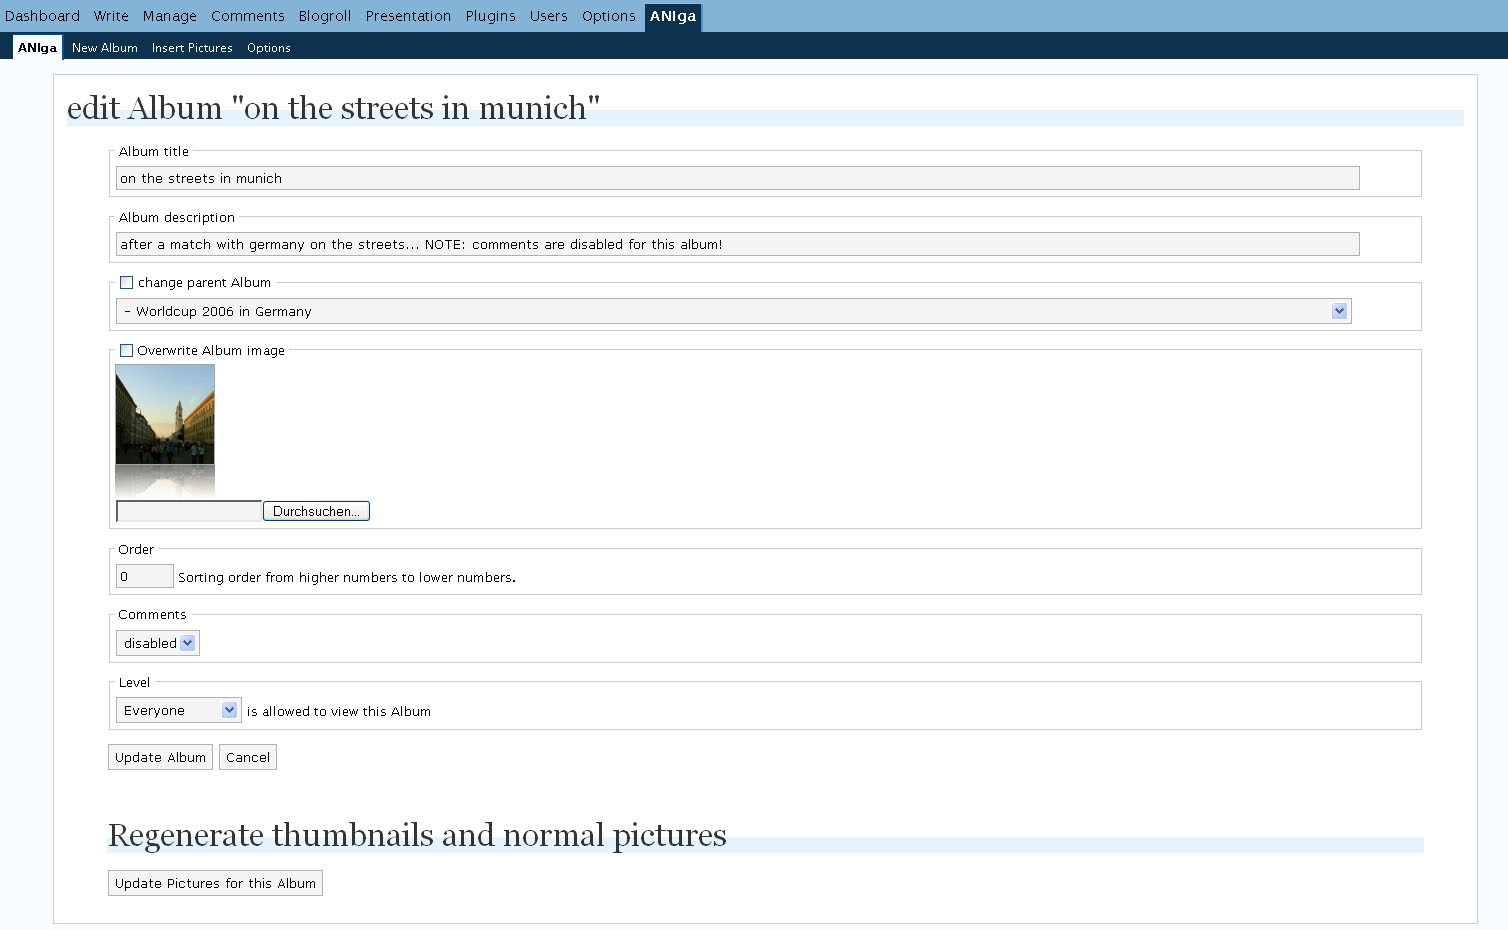 Dashboard Write Manage Comments Blogroll Presentation Plugins Users Options ANIga
ANIga New Album Insert Pictures Options
edit Album "on the streets in munich"
Album title
on the streets in munich
Album description
after a match with germany on the streets... NOTE: comments are disabled for this album!
change parent Album
- Worldcup 2006 in Germany
Overwrite Album image
Durchsuchen...
Order
0 Sorting order from higher numbers to lower numbers.
Comments
disabled
Level
Everyone is allowed to view this Album
Update Album Cancel
Regenerate thumbnails and normal pictures
Update Pictures for this Album